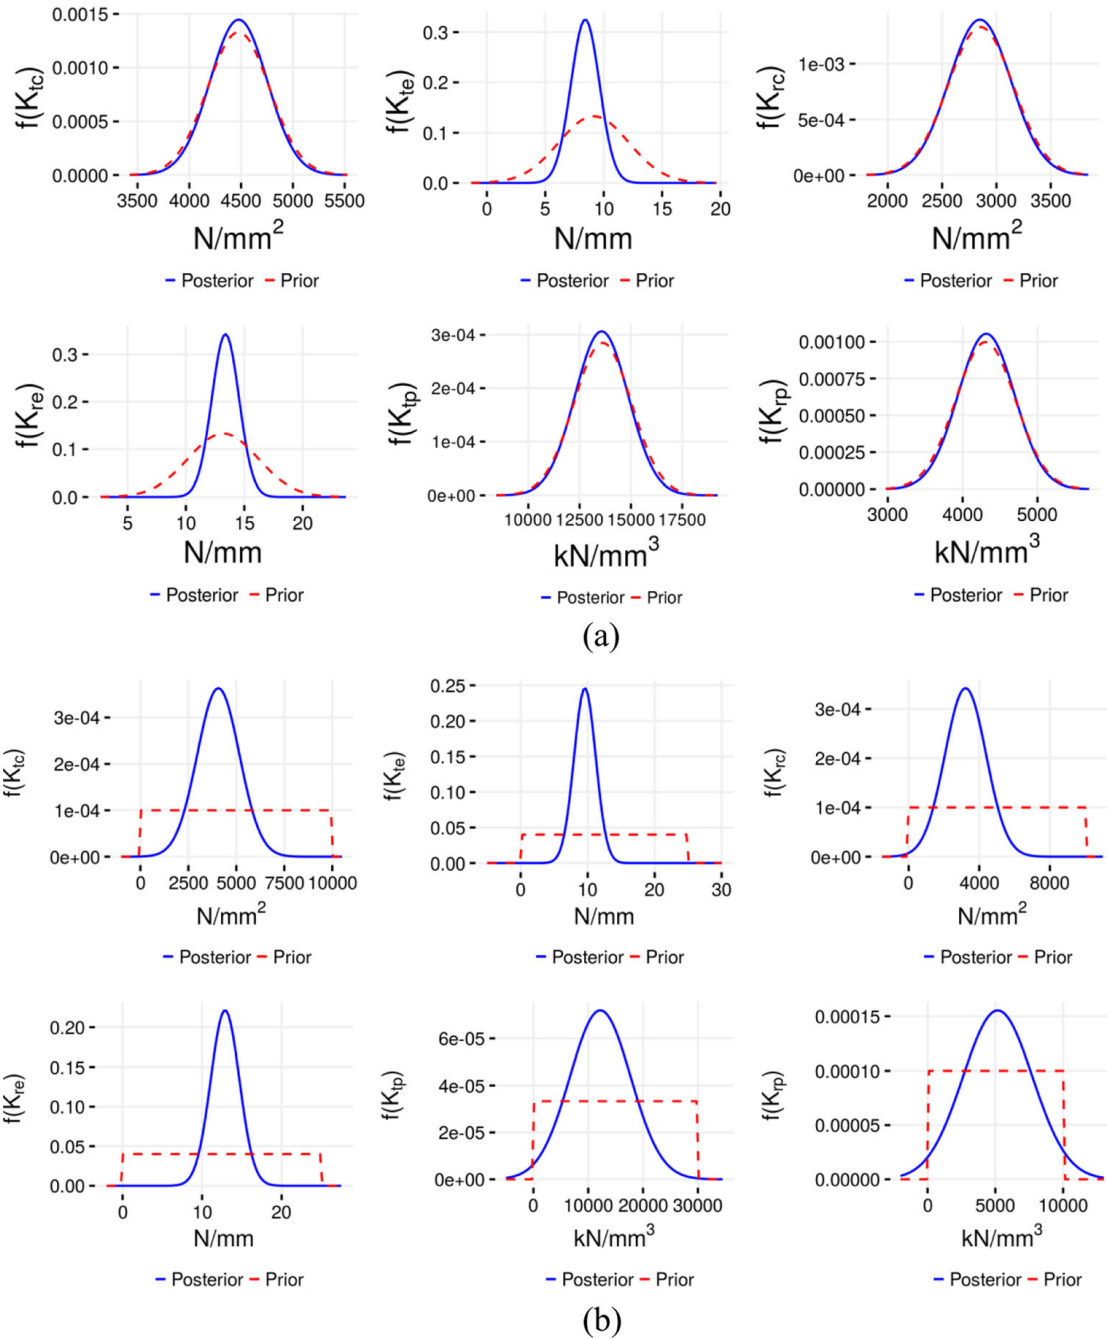 f(Ktc)
0.0015
0.0010
0.0005
0.0000
3500 4000 4500 5000 5500
N/mm2
Posterior Prior
f(Kte)
0.3
0.2
0.1
0.0
0 5 10 15 20
N/mm
Posterior Prior
f(Krc)
1e-03
5e-04
0e+00
2000 2500 3000 3500
N/mm2
Posterior Prior
f(Kre)
0.3
0.2
0.1
0.0
5 10 15 20
N/mm
Posterior Prior
f(Ktp)
3e-04
2e-04
1e-04
0e+00
10000 12500 15000 17500
kN/mm3
Posterior Prior
f(Krp)
0.00100
0.00075
0.00050
0.00025
0.00000
3000 4000 5000
kN/mm3
Posterior Prior
(a)
f(Ktc)
3e-04
2e-04
1e-04
0e+00
0 2500 5000 7500 10000
N/mm2
Posterior Prior
f(Kte)
0.25
0.20
0.15
0.10
0.05
0.00
0 10 20 30
N/mm
Posterior Prior
f(Krc)
3e-04
2e-04
1e-04
0e+00
0 4000 8000
N/mm2
Posterior Prior
f(Kre)
0.20
0.15
0.10
0.05
0.00
0 10 20
N/mm
Posterior Prior
f(Ktp)
6e-05
4e-05
2e-05
0e+00
0 10000 20000 30000
kN/mm3
Posterior Prior
f(Krp)
0.00015
0.00010
0.00005
0.00000
0 5000 10000
kN/mm3
Posterior Prior
(b)